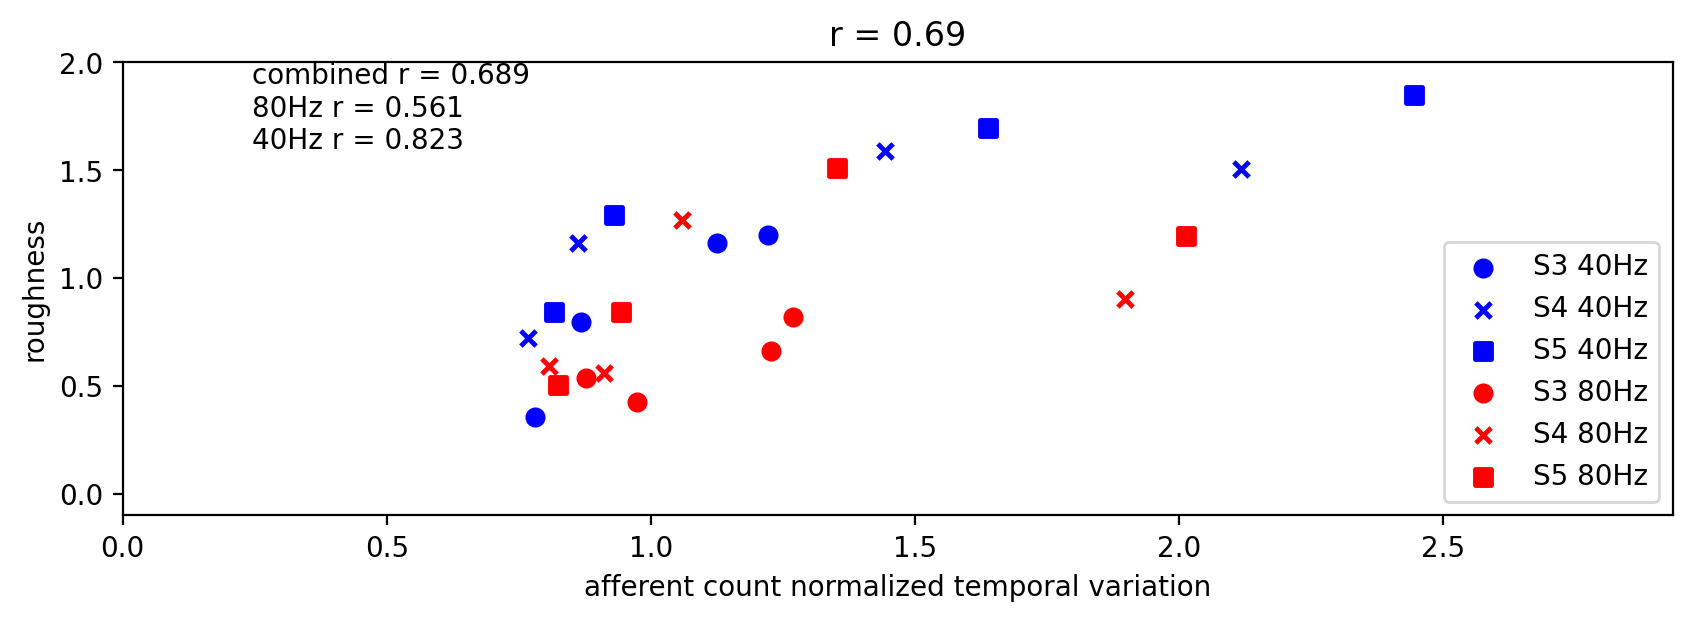 r = 0.69
combined r = 0.689
80Hz r = 0.561
40Hz r = 0.823
2.0
1.5
1.0
0.5
0.0
roughness
S3 40Hz
S4 40Hz
S5 40Hz
S3 80Hz
S4 80Hz
S5 80Hz
0.0 0.5 1.0 1.5 2.0 2.5
afferent count normalized temporal variation